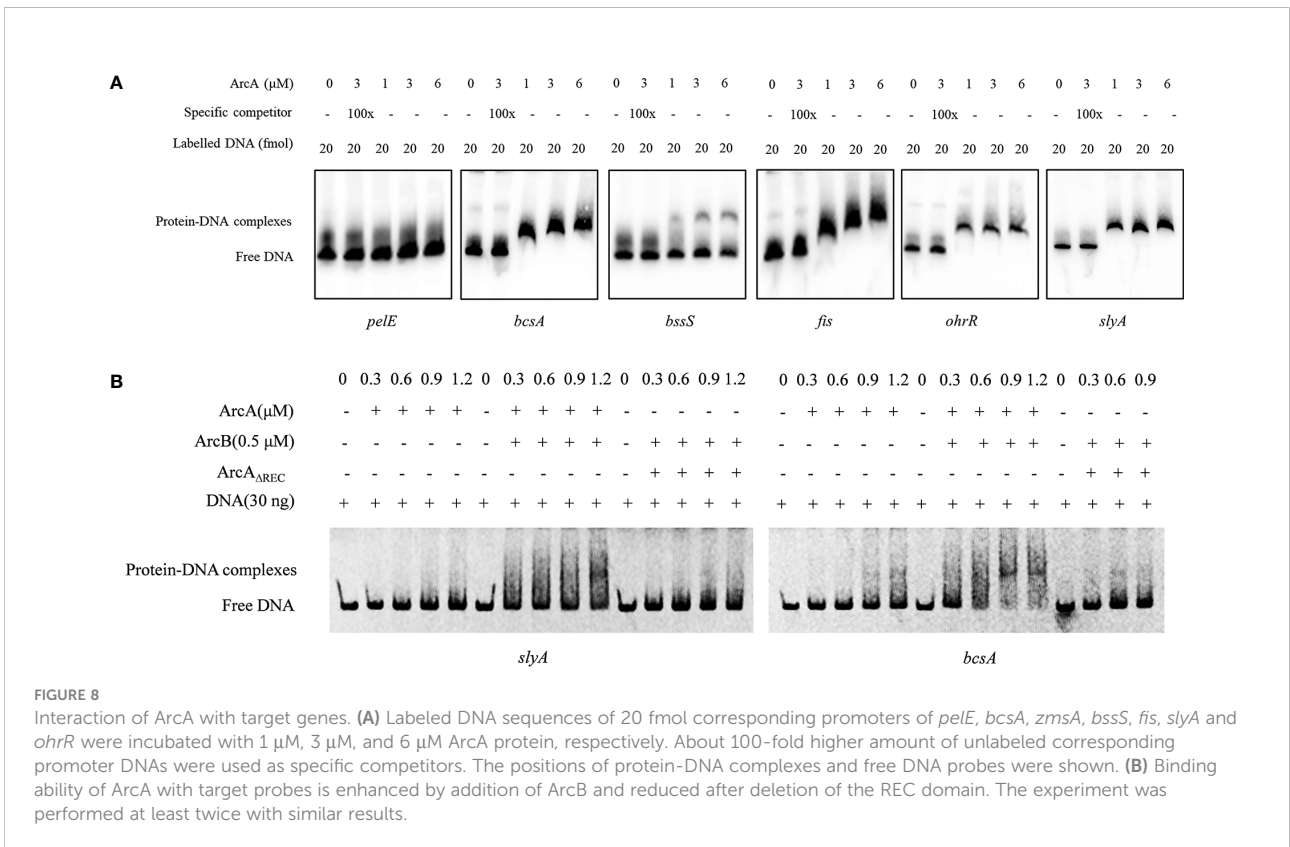 A
ArcA (μM) 0 3 1 3 6 0 3 1 3 6 0 3 1 3 6 0 3 1 3 6 0 3 1 3 6 0 3 1 3 6
Specific competitor - 100x - - - - 100x - - - - 100x - - - - 100x - - - - 100x - - - - 100x - - -
Labelled DNA (fmol) 20 20 20 20 20 20 20 20 20 20 20 20 20 20 20 20 20 20 20 20 20 20 20 20 20 20 20 20 20 20
Protein-DNA complexes
Free DNA
pelE bcsA bssS fis ohrR slyA
B
0 0.3 0.6 0.9 1.2 0 0.3 0.6 0.9 1.2 0 0.3 0.6 0.9 1.2 0 0.3 0.6 0.9 1.2 0 0.3 0.6 0.9 1.2 0 0.3 0.6 0.9
ArcA(μM) - + + + + - + + + + - - - - - - + + + + - + + + + - - - -
ArcB(0.5 μM) - - - - - - + + + + - + + + + - - - - - - + + + + - + + +
ArcAΔREC - - - - - - - - - - - + + + + - - - - - - - - - - - + + +
DNA(30 ng) + + + + + + + + + + + + + + + + + + + + + + + + + + + + +
Protein-DNA complexes
Free DNA
slyA bcsA
FIGURE 8
Interaction of ArcA with target genes. (A) Labeled DNA sequences of 20 fmol corresponding promoters of pelE, bcsA, zmsA, bssS, fis, slyA and
ohrR were incubated with 1 μM, 3 μM, and 6 μM ArcA protein, respectively. About 100-fold higher amount of unlabeled corresponding
promoter DNAs were used as specific competitors. The positions of protein-DNA complexes and free DNA probes were shown. (B) Binding
ability of ArcA with target probes is enhanced by addition of ArcB and reduced after deletion of the REC domain. The experiment was
performed at least twice with similar results.